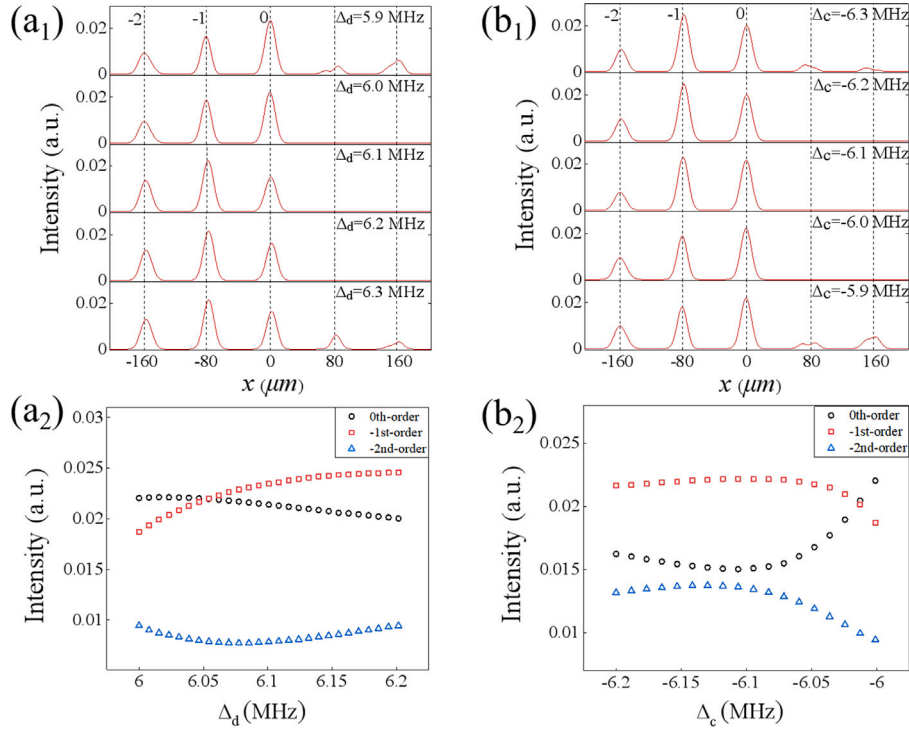 (a1)
-2 -1 0 Δd=5.9 MHz
0.02
0
Δd=6.0 MHz
0.02
0
Δd=6.1 MHz
0.02
0
Δd=6.2 MHz
0.02
0
Δd=6.3 MHz
0.02
0
-160 -80 0 80 160
x (μm)
Intensity (a.u.)
(b1)
-2 -1 0 Δc=-6.3 MHz
0.02
0
Δc=-6.2 MHz
0.02
0
Δc=-6.1 MHz
0.02
0
Δc=-6.0 MHz
0.02
0
Δc=-5.9 MHz
0.02
0
-160 -80 0 80 160
x (μm)
Intensity (a.u.)
(a2)
0.03
0.025
0.02
0.015
0.01
0th-order
-1st-order
-2nd-order
6 6.05 6.1 6.15 6.2
Δd (MHz)
Intensity (a.u.)
(b2)
0.025
0.02
0.015
0.01
0th-order
-1st-order
-2nd-order
-6.2 -6.15 -6.1 -6.05 -6
Δc (MHz)
Intensity (a.u.)